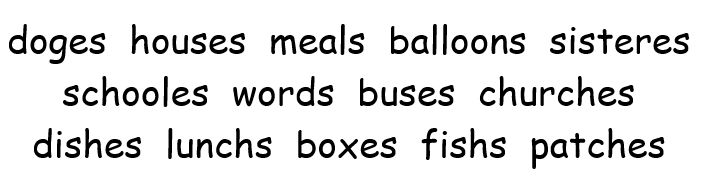 doges houses meals balloons sisteres
schooles words buses churches
dishes lunchs boxes fishs patches